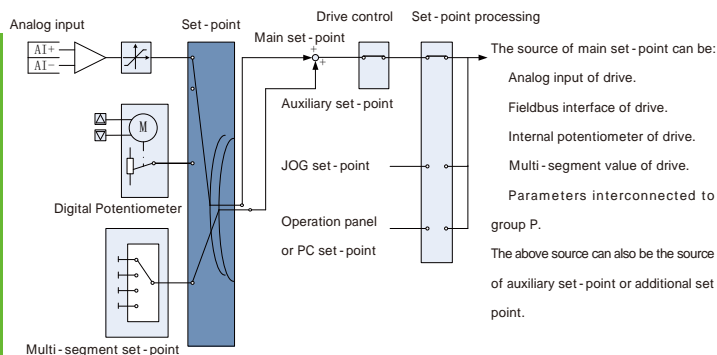 Analog input
Set-point
Drive control
Set-point processing
AI+
AI-
Main set-point
+
+
Auxiliary set-point
M
Digital Potentiometer
JOG set-point
Operation panel
or PC set-point
Multi-segment set-point
The source of main set-point can be:
Analog input of drive.
Fieldbus interface of drive.
Internal potentiometer of drive.
Multi-segment value of drive.
Parameters interconnected to
group P.
The above source can also be the source
of auxiliary set-point or additional set
point.